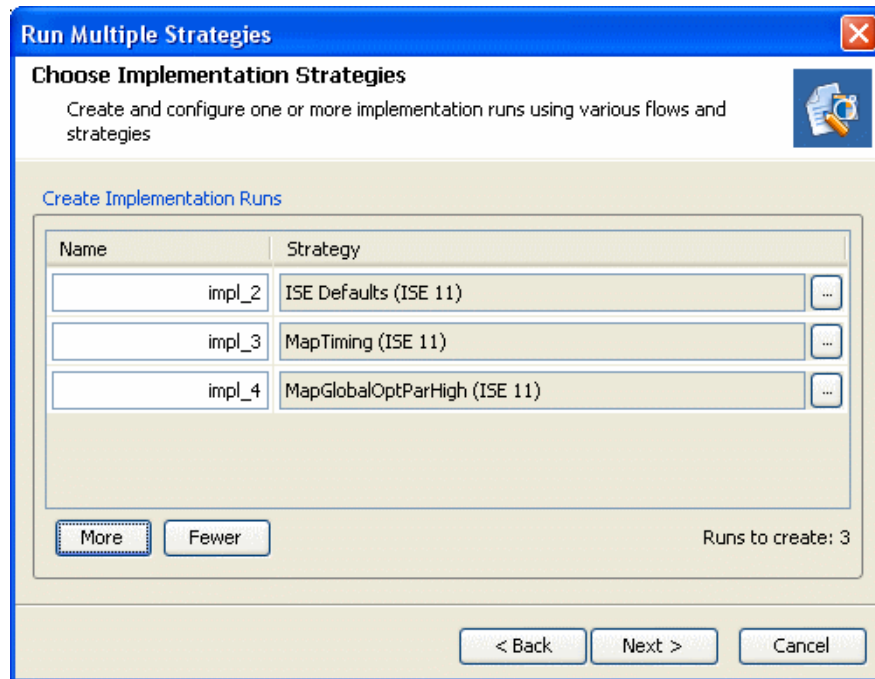 Run Multiple Strategies
Choose Implementation Strategies
Create and configure one or more implementation runs using various flows and
strategies
Create Implementation Runs
Name Strategy
impl_2 ISE Defaults (ISE 11) ...
impl_3 MapTiming (ISE 11) ...
impl_4 MapGlobalOptParHigh (ISE 11) ...
More Fewer Runs to create: 3
< Back Next > Cancel